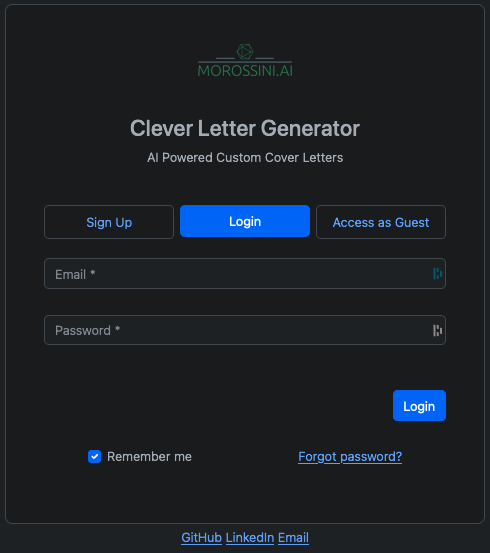 MOROSSINI.AI
Clever Letter Generator
AI Powered Custom Cover Letters
Sign Up Login Access as Guest
Email *
Password *
Login
Remember me Forgot password?
GitHub LinkedIn Email